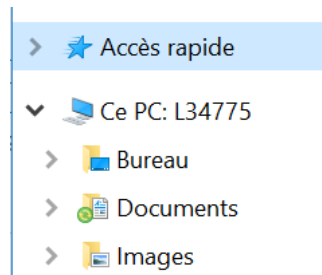 Accès rapide
Ce PC: L34775
Bureau
Documents
Images